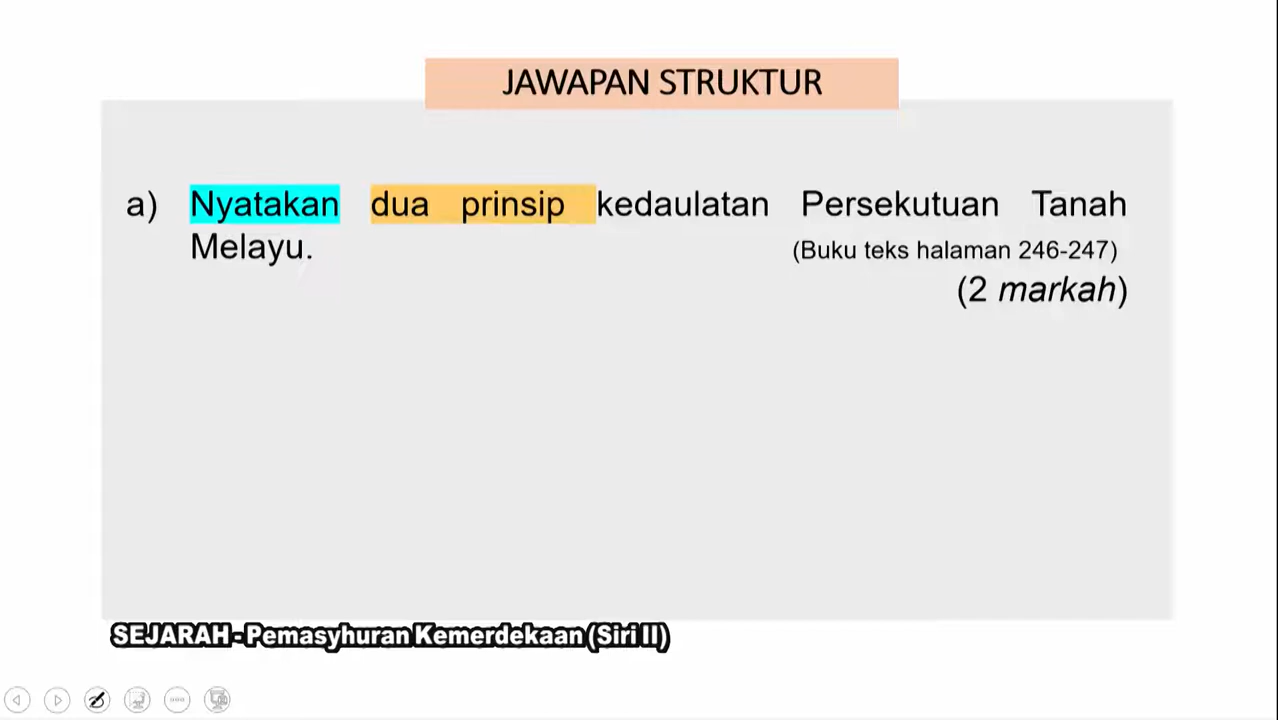 JAWAPAN STRUKTUR
a) Nyatakan dua prinsip kedaulatan Persekutuan Tanah
Melayu. (Buku teks halaman 246-247)
(2 markah)
SEJARAH - Pemasyhuran Kemerdekaan (Siri II)